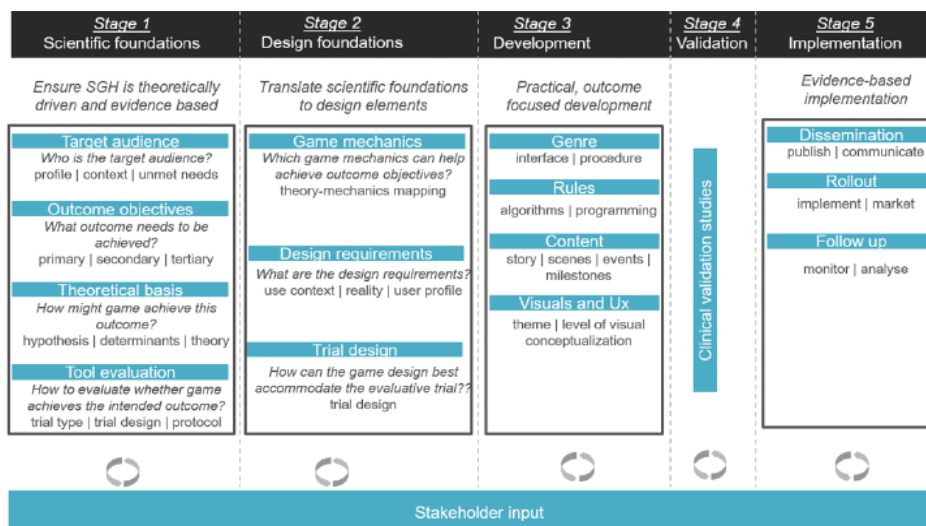 Stage 1
Scientific foundations
Ensure SGH is theoretically
driven and evidence based
Target audience
Who is the target audience?
profile | context | unmet needs
Outcome objectives
What outcome needs to be
achieved?
primary | secondary | tertiary
Theoretical basis
How might game achieve this
outcome?
hypothesis | determinants | theory
Tool evaluation
How to evaluate whether game
achieves the intended outcome?
trial type | trial design | protocol
Stage 2
Design foundations
Translate scientific foundations
to design elements
Game mechanics
Which game mechanics can help
achieve outcome objectives?
theory-mechanics mapping
Design requirements
What are the design requirements?
use context | reality | user profile
Trial design
How can the game design best
accommodate the evaluative trial??
trial design
Stage 3
Development
Practical, outcome
focused development
Genre
interface | procedure
Rules
algorithms | programming
Content
story | scenes | events |
milestones
Visuals and Ux
theme | level of visual
conceptualization
Stage 4
Validation
Clinical validation studies
Stage 5
Implementation
Evidence-based
implementation
Dissemination
publish | communicate
Rollout
implement | market
Follow up
monitor | analyse
Stakeholder input